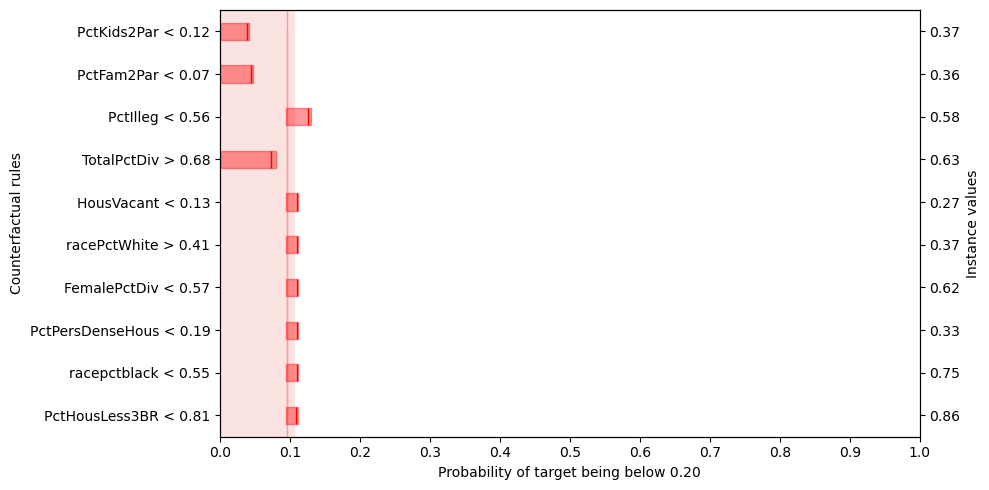 PctKids2Par < 0.12
0.37
PctFam2Par < 0.07
0.36
PctIlleg < 0.56
0.58
TotalPctDiv > 0.68
0.63
HousVacant < 0.13
0.27
racePctWhite > 0.41
0.37
FemalePctDiv < 0.57
0.62
PctPersDenseHous < 0.19
0.33
racepctblack < 0.55
0.75
PctHousLess3BR < 0.81
0.86
Counterfactual rules
Instance values
0.0 0.1 0.2 0.3 0.4 0.5 0.6 0.7 0.8 0.9 1.0
Probability of target being below 0.20